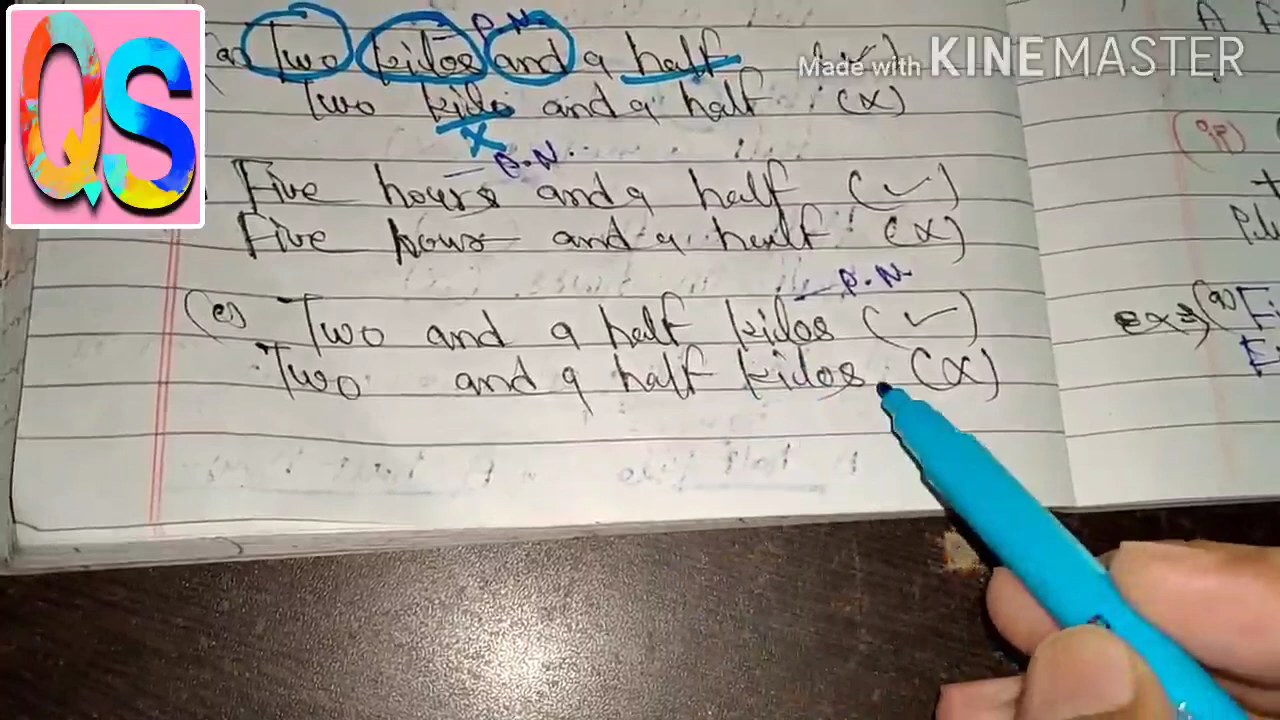 QS
Made with KINEMASTER
P.N.
(a) Two kilos and a half
Two kilo and a half (x)
x
P.N.
Five hours and a half (✓)
Five hour and a half (x)
P.N.
(e) Two and a half kilos (✓)
Two and a half kilos (x)
A
ex
(a)